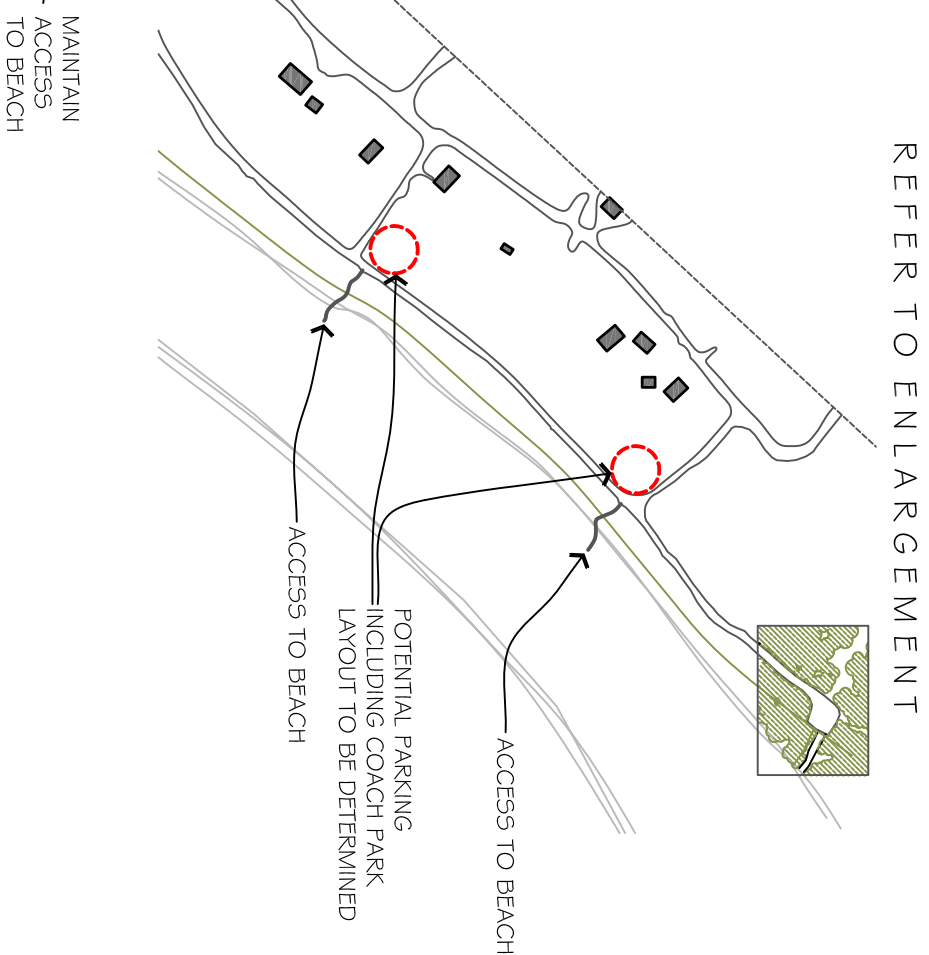 REFER TO ENLARGEMENT
ACCESS TO BEACH
POTENTIAL PARKING
INCLUDING COACH PARK
LAYOUT TO BE DETERMINED
ACCESS TO BEACH
MAINTAIN
ACCESS
TO BEACH